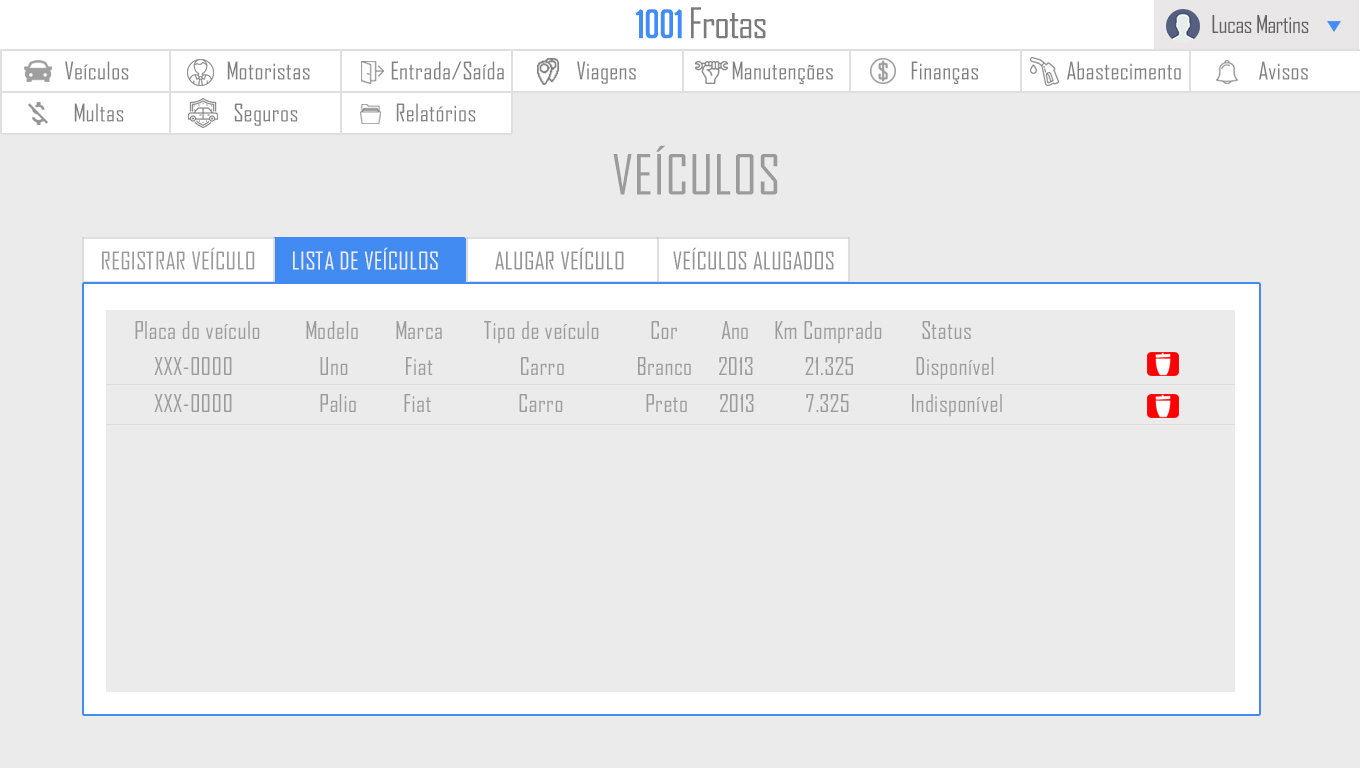 1001 Frotas
Lucas Martins
Veículos Motoristas Entrada/Saída Viagens Manutenções Finanças Abastecimento Avisos
Multas Seguros Relatórios
VEÍCULOS
REGISTRAR VEÍCULO LISTA DE VEÍCULOS ALUGAR VEÍCULO VEÍCULOS ALUGADOS
Placa do veículo Modelo Marca Tipo de veículo Cor Ano Km Comprado Status
XXX-0000 Uno Fiat Carro Branco 2013 21.325 Disponível
XXX-0000 Palio Fiat Carro Preto 2013 7.325 Indisponível